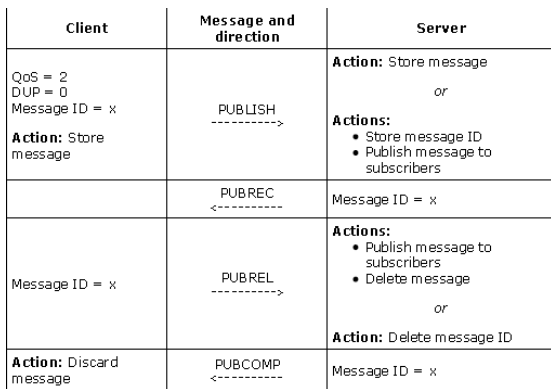 Client
Message and
direction
Server
QoS = 2
DUP = 0
Message ID = x
Action: Store
message
PUBLISH
----------->
Action: Store message
or
Actions:
• Store message ID
• Publish message to
subscribers
PUBREC
<-----------
Message ID = x
Message ID = x
PUBREL
----------->
Actions:
• Publish message to
subscribers
• Delete message
or
Action: Delete message ID
Action: Discard
message
PUBCOMP
<-----------
Message ID = x